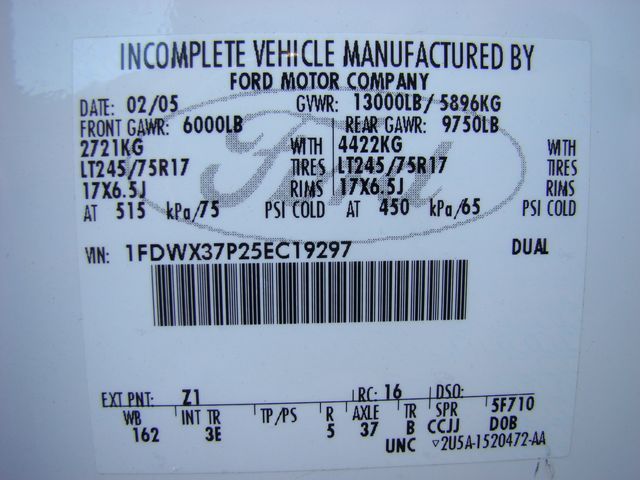 INCOMPLETE VEHICLE MANUFACTURED BY
FORD MOTOR COMPANY
DATE: 02/05 GVWR: 13000LB/ 5896KG
FRONT GAWR: 6000LB REAR GAWR: 9750LB
2721KG WITH 4422KG WITH
LT245/75R17 TIRES LT245/75R17 TIRES
17X6.5J RIMS 17X6.5J RIMS
AT 515 kPa/75 PSI COLD AT 450 kPa/65 PSI COLD
Ford
VIN: 1FDWX37P25EC19297 DUAL
EXT PNT: Z1 RC: 16 DSO:
WB INT TR TP/PS R AXLE TR SPR 5F710
162 3E 5 37 B CCJJ DOB
UNC ▽2U5A-1520472-AA